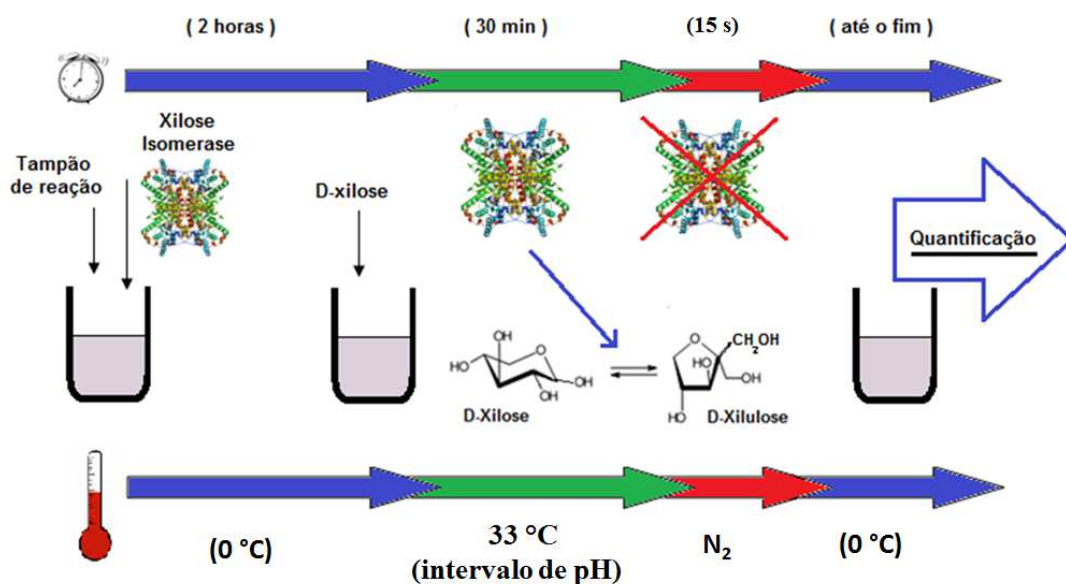 ( 2 horas )
( 30 min )
(15 s)
( até o fim )
Xilose
Isomerase
Tampão
de reação
D-xilose
Quantificação
OH
HO
O
OH
OH
D-Xilose
O
CH2OH
HO
OH
HO
D-Xilulose
(0 °C)
33 °C
(intervalo de pH)
N2
(0 °C)